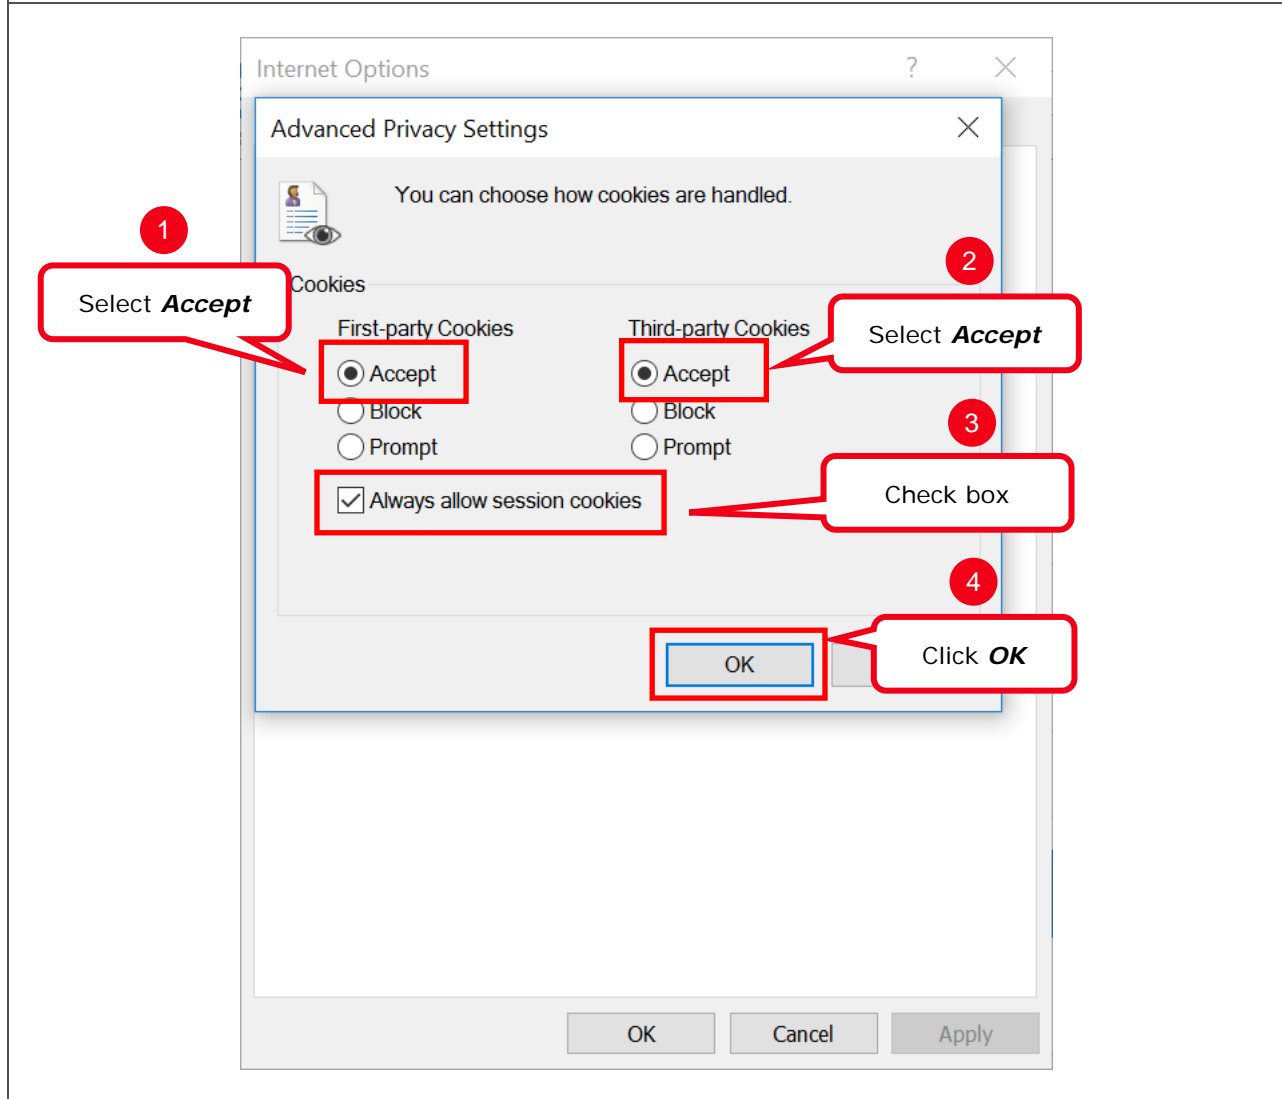 Internet Options
?
Advanced Privacy Settings
You can choose how cookies are handled.
1
Select Accept
2
Select Accept
Cookies
First-party Cookies
Third-party Cookies
Accept
Accept
Block
Block
Prompt
Prompt
3
Check box
Always allow session cookies
4
Click OK
OK
OK
Cancel
Apply